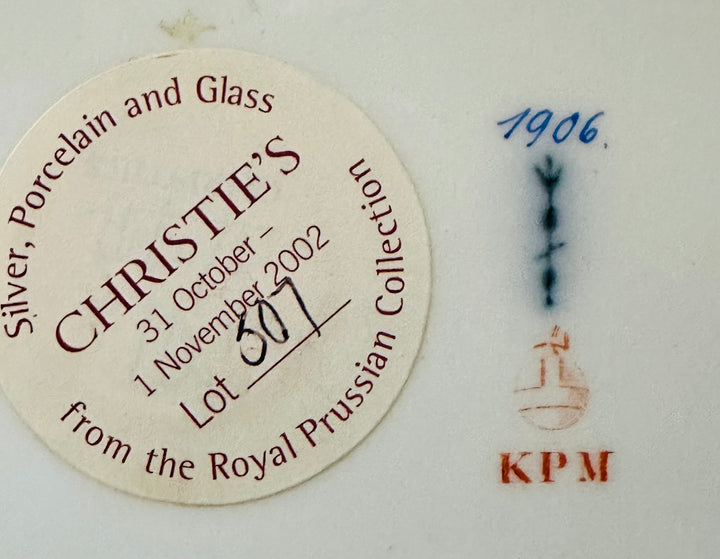 Silver, Porcelain and Glass
CHRISTIE'S
31 October –
1 November 2002
Lot 507
from the Royal Prussian Collection
1906.
KPM